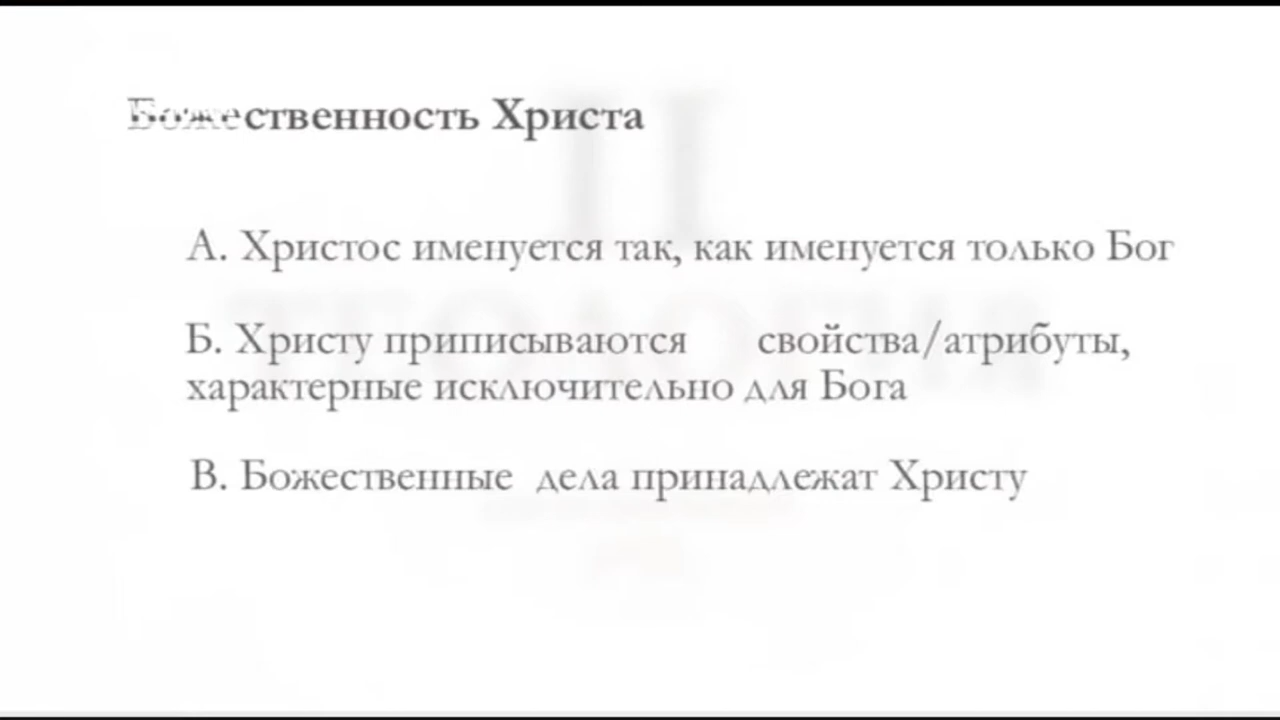 Божественность Христа
А. Христос именуется так, как именуется только Бог
Б. Христу приписываются свойства/атрибуты,
характерные исключительно для Бога
В. Божественные дела принадлежат Христу